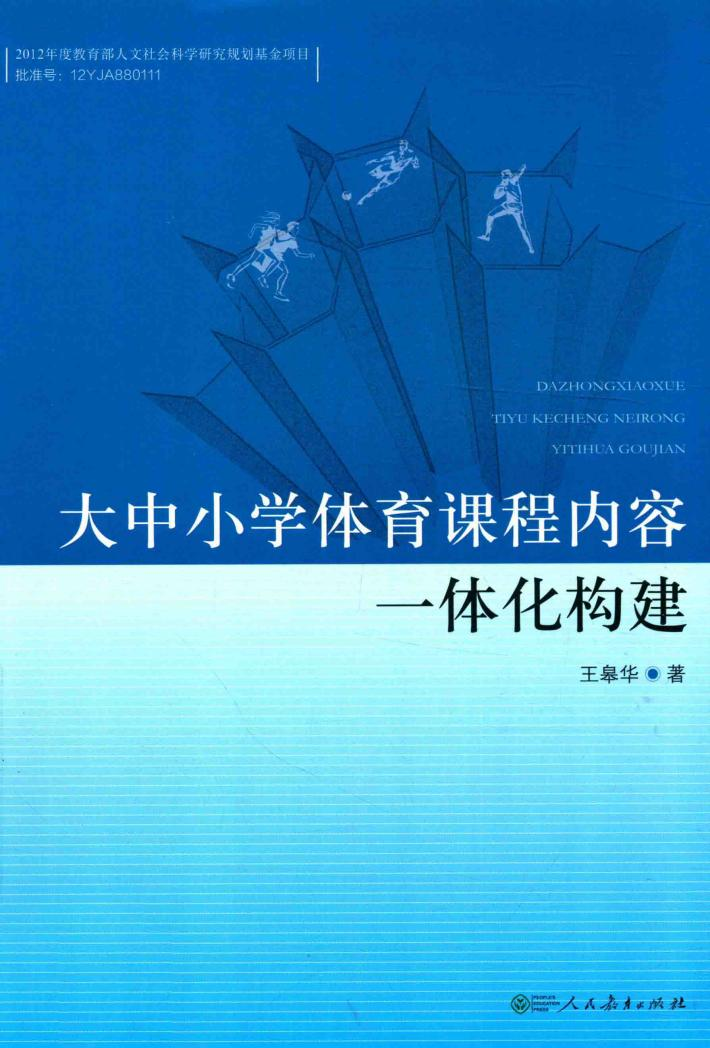 2012年度教育部人文社会科学研究规划基金项目
批准号：12YJA880111
DAZHONGXIAOXUE
TIYU KECHENG NEIRONG
YITIHUA GOUJIAN
大中小学体育课程内容
一体化构建
王皋华 著
PEOPLE'S
EDUCATION
PRESS
人民教育出版社